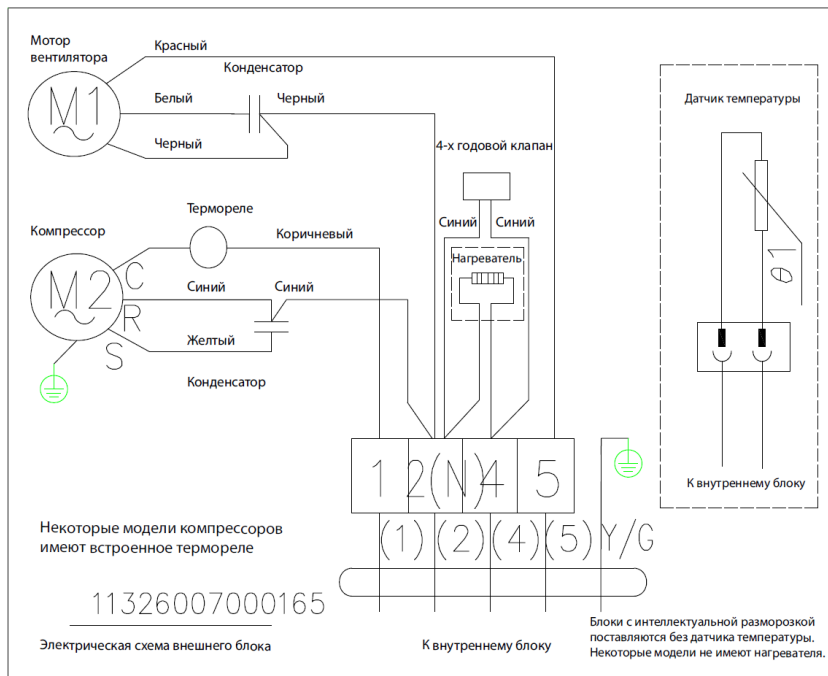 Мотор
вентилятора
Красный
Конденсатор
M1
Белый
Черный
Черный
Датчик температуры
4-х годовой клапан
Термореле
Компрессор
Коричневый
Синий
Синий
Нагреватель
M2
C
R
S
Синий
Синий
Желтый
Конденсатор
θ1
1 2(N) 4 5
К внутреннему блоку
Некоторые модели компрессоров
имеют встроенное термореле
(1) (2) (4) (5) Y/G
11326007000165
Электрическая схема внешнего блока
К внутреннему блоку
Блоки с интеллектуальной разморозкой
поставляются без датчика температуры.
Некоторые модели не имеют нагревателя.